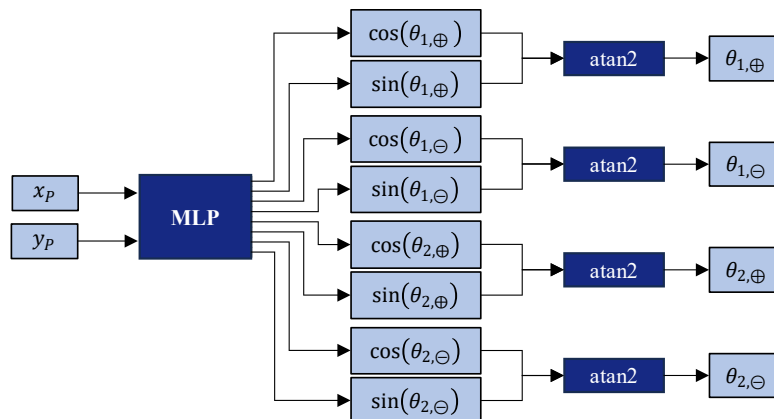 x_P
y_P
MLP
cos(θ_{1,⊕})
sin(θ_{1,⊕})
cos(θ_{1,⊖})
sin(θ_{1,⊖})
cos(θ_{2,⊕})
sin(θ_{2,⊕})
cos(θ_{2,⊖})
sin(θ_{2,⊖})
atan2
atan2
atan2
atan2
θ_{1,⊕}
θ_{1,⊖}
θ_{2,⊕}
θ_{2,⊖}